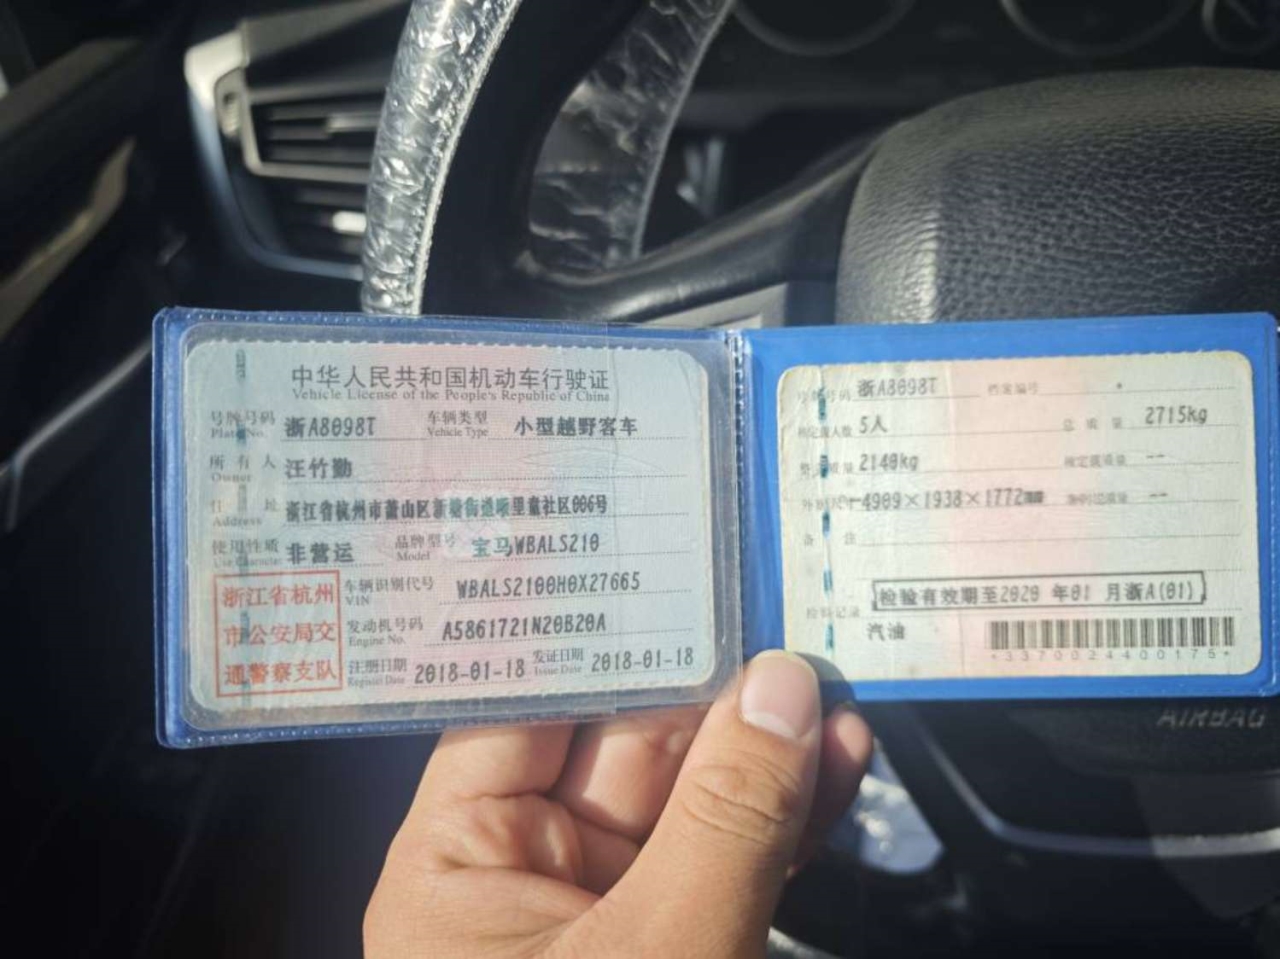 中华人民共和国机动车行驶证
Vehicle License of the People's Republic of China
号牌号码 浙A8098T 车辆类型 小型越野客车
Plate No. Vehicle Type
所有人 汪竹勤
Owner
住址 浙江省杭州市萧山区新塘街道 里童社区006号
Address
使用性质 非营运 品牌型号 宝马WBALS210
Use Character Model
浙江省杭州
市公安局交
通警察支队
车辆识别代号 WBALS2100H0X27665
VIN
发动机号码 A5861721N20B20A
Engine No.
注册日期 2018-01-18 发证日期 2018-01-18
Register Date Issue Date
号牌号码 浙A8098T 档案编号
核定载人数 5人 总质量 2715kg
整备质量 2140kg 核定载质量 --
外廓尺寸 4909×1938×1772mm 准牵引总质量 --
备注
检验有效期至2020 年01 月浙A(01)
检验记录
汽油
*3370024400175*
AIRBAG